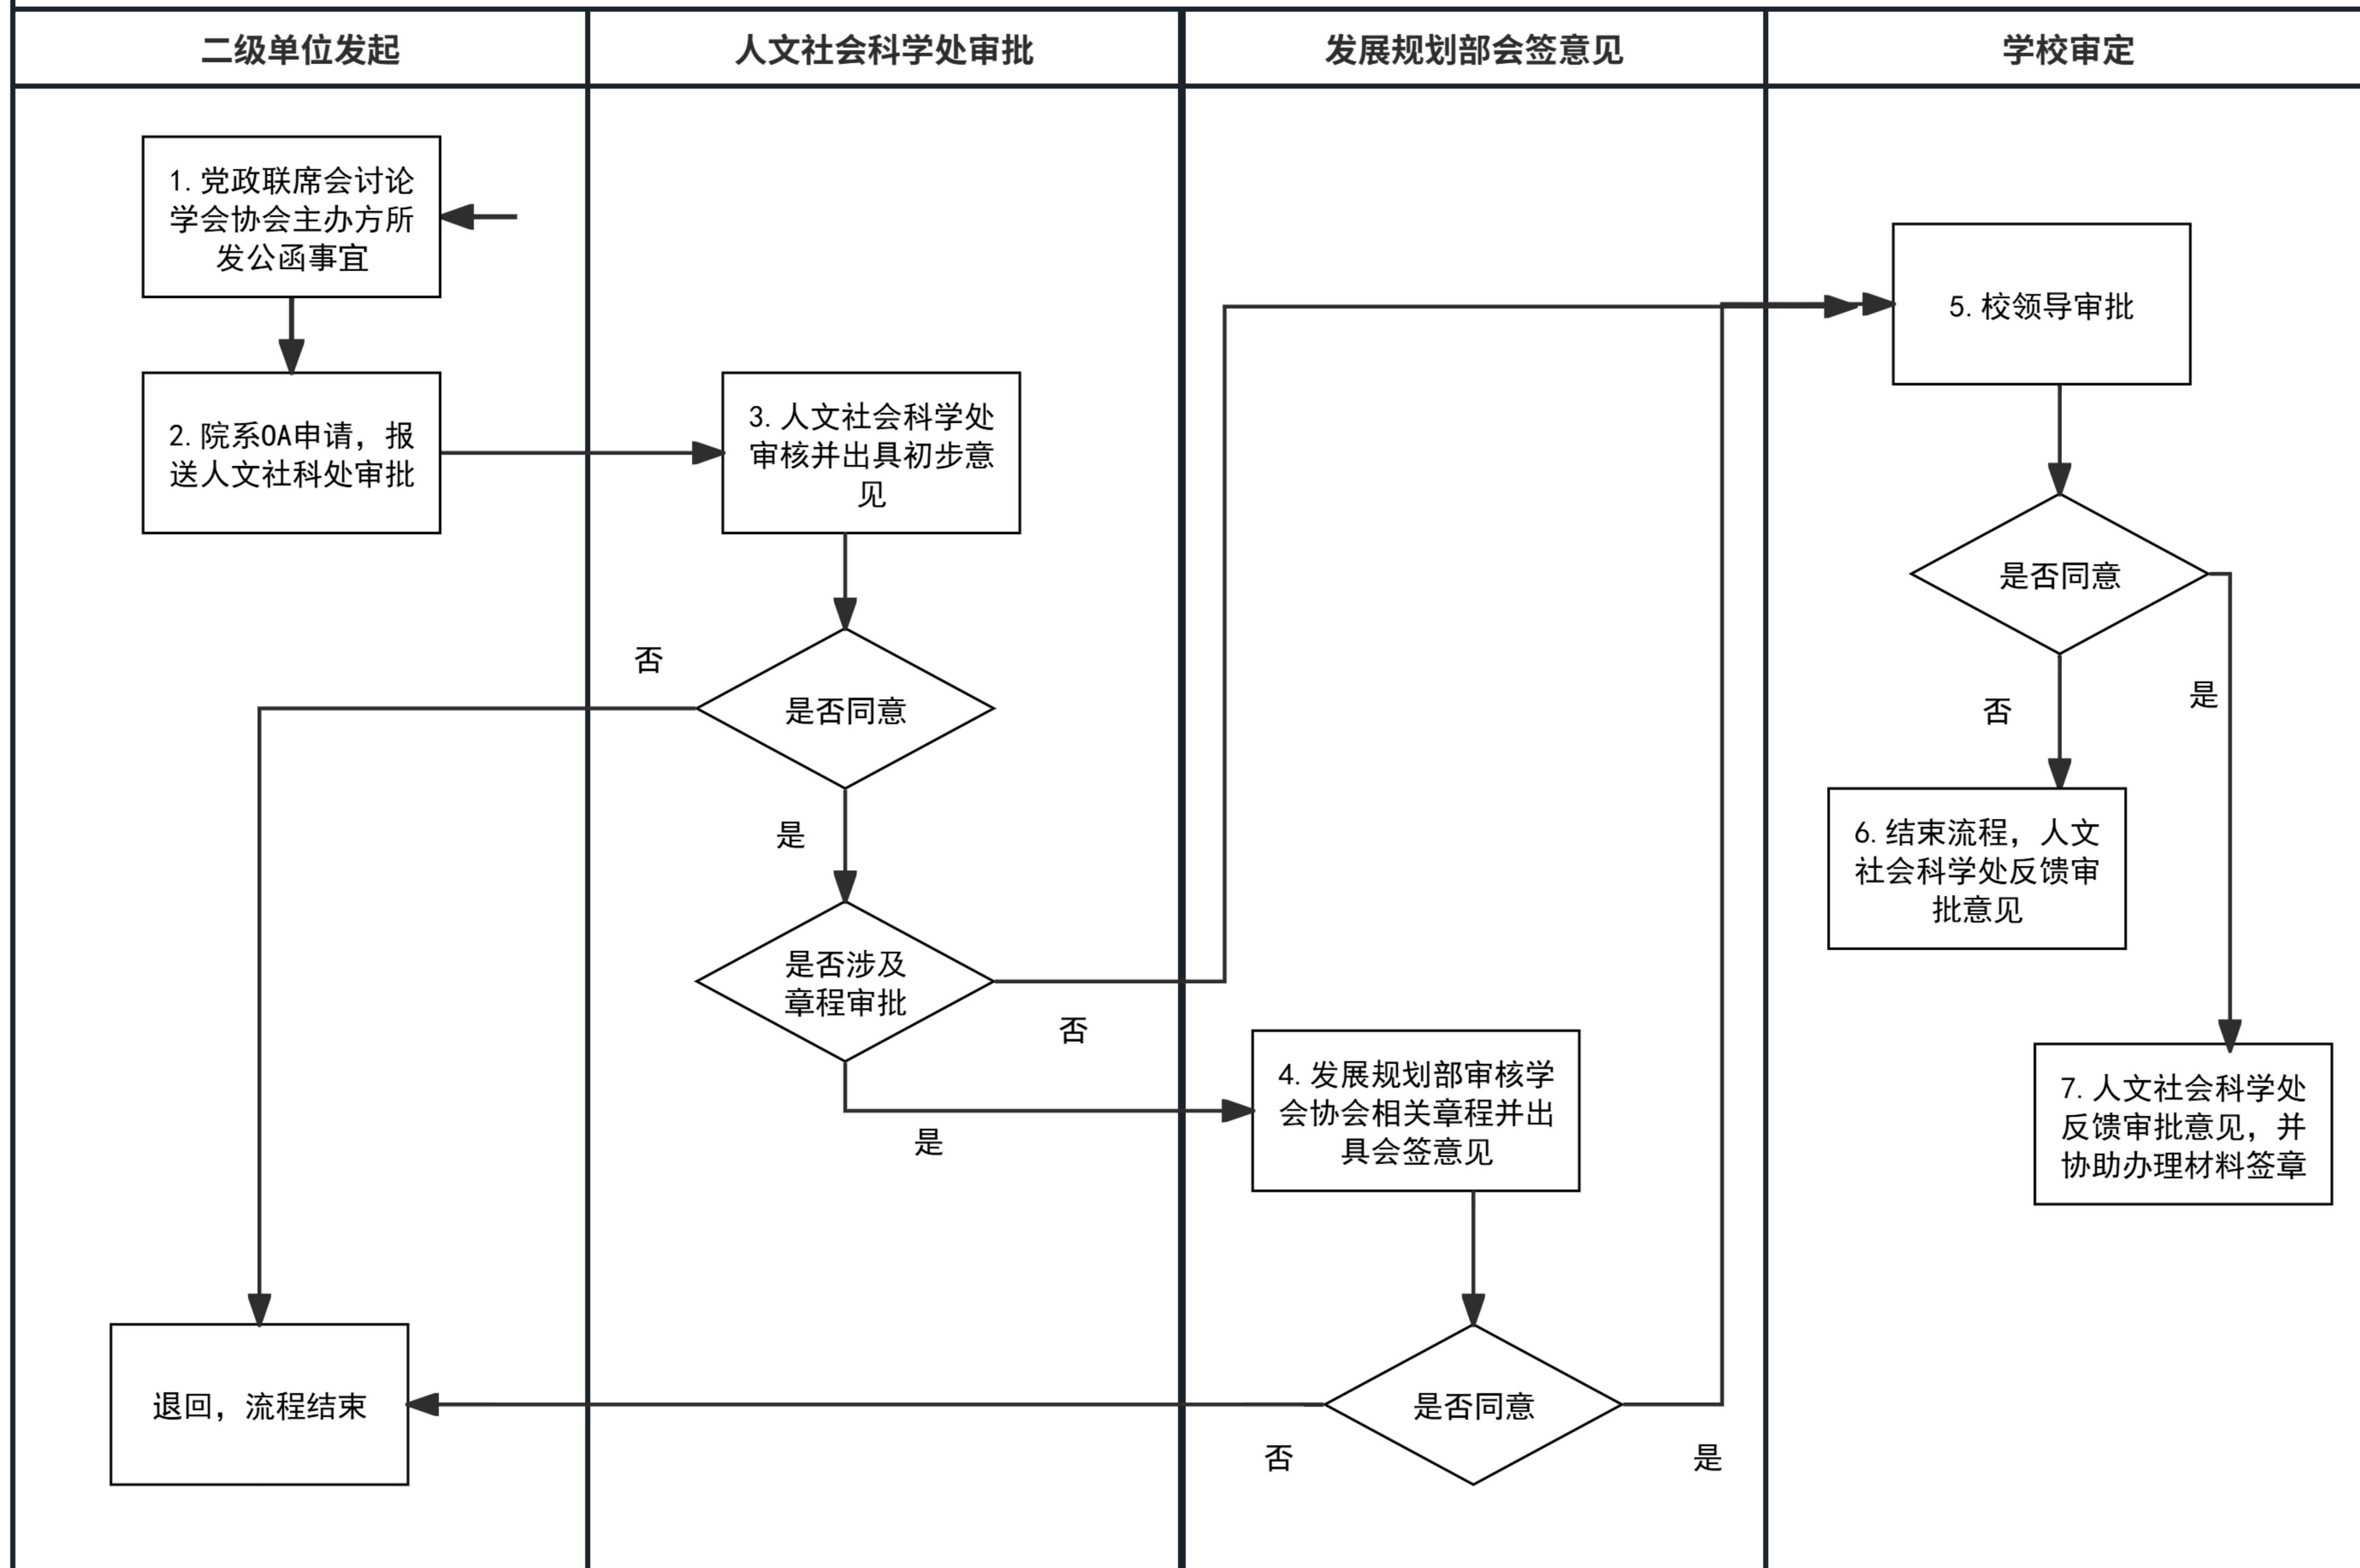 二级单位发起
人文社会科学处审批
发展规划部会签意见
学校审定
1.党政联席会讨论
学会协会主办方所
发公函事宜
2.院系OA申请，报
送人文社科处审批
3.人文社会科学处
审核并出具初步意
见
5.校领导审批
是否同意
否
是
否
是否同意
是
6.结束流程，人文
社会科学处反馈审
批意见
是否涉及
章程审批
否
是
4.发展规划部审核学
会协会相关章程并出
具会签意见
7.人文社会科学处
反馈审批意见，并
协助办理材料签章
退回，流程结束
是否同意
否
是